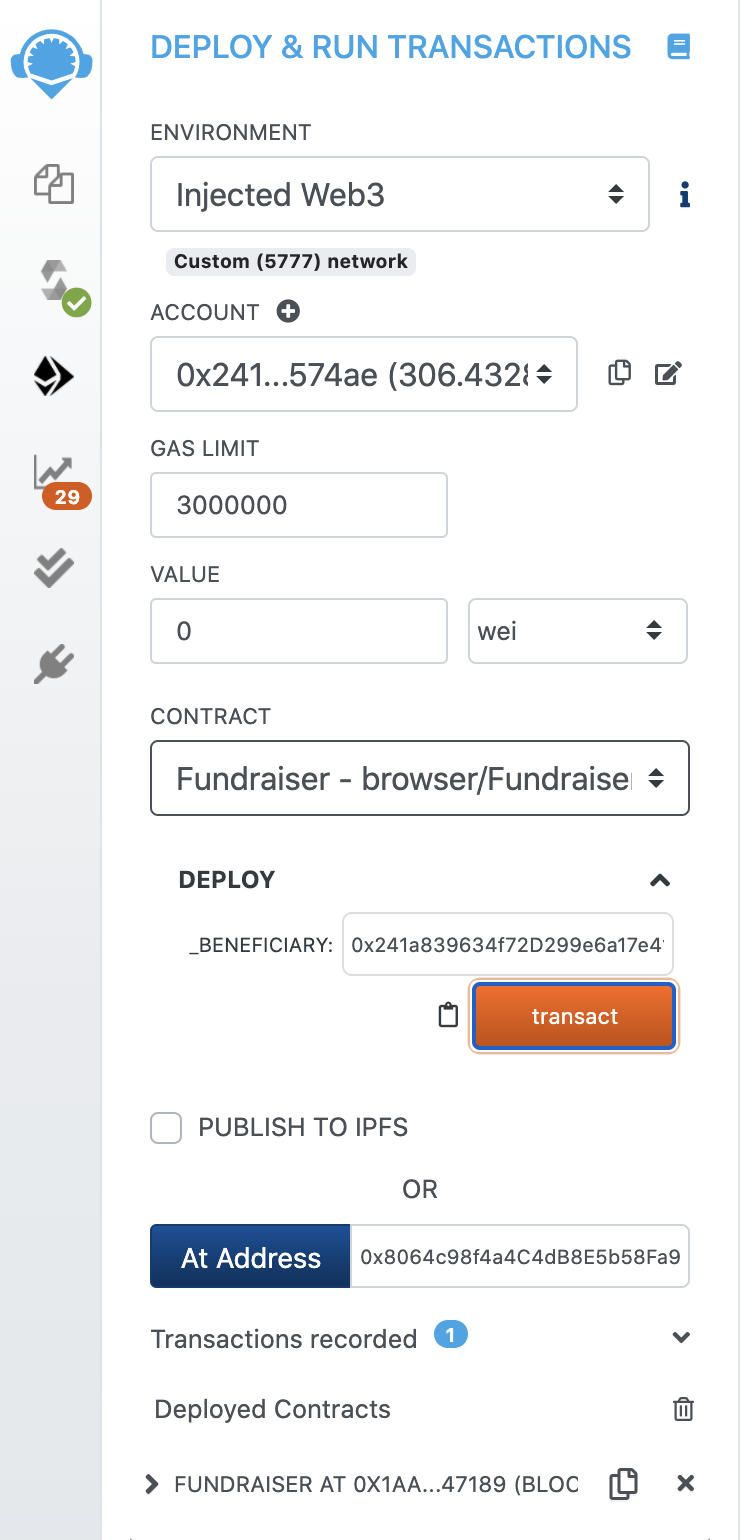 DEPLOY & RUN TRANSACTIONS
ENVIRONMENT
Injected Web3
Custom (5777) network
ACCOUNT
0x241...574ae (306.4328
GAS LIMIT
29
3000000
VALUE
0 wei
CONTRACT
Fundraiser - browser/Fundraiser
DEPLOY
_BENEFICIARY: 0x241a839634f72D299e6a17e4
transact
PUBLISH TO IPFS
OR
At Address 0x8064c98f4a4C4dB8E5b58Fa9
Transactions recorded 1
Deployed Contracts
FUNDRAISER AT 0X1AA...47189 (BLOC